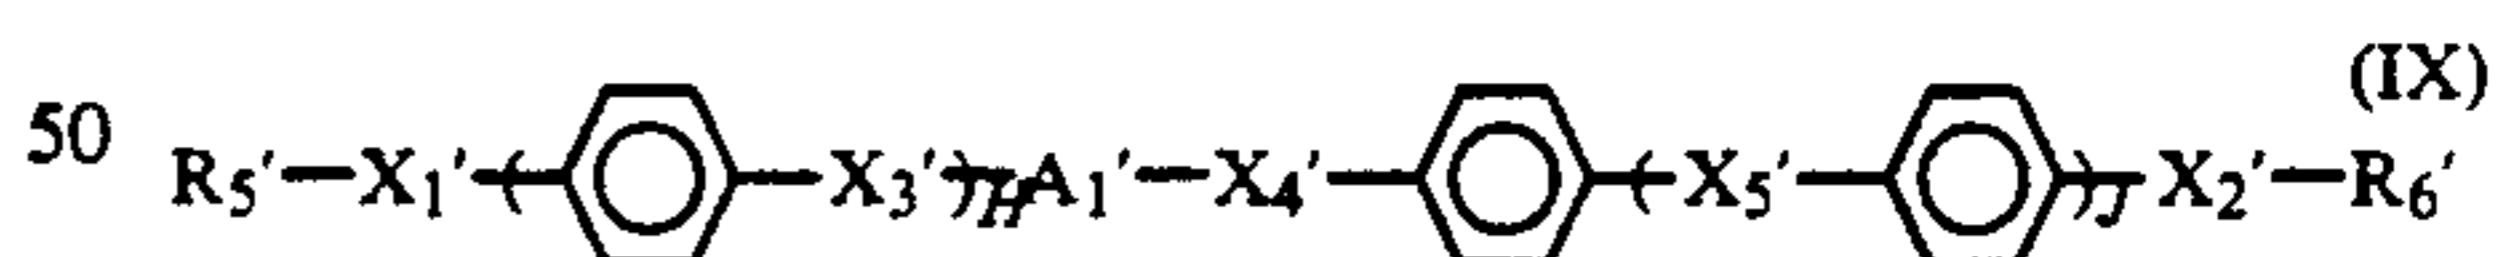 (IX)
50 R5'—X1'—( —X3')H A1'—X4'— —( X5'— )J X2'—R6'